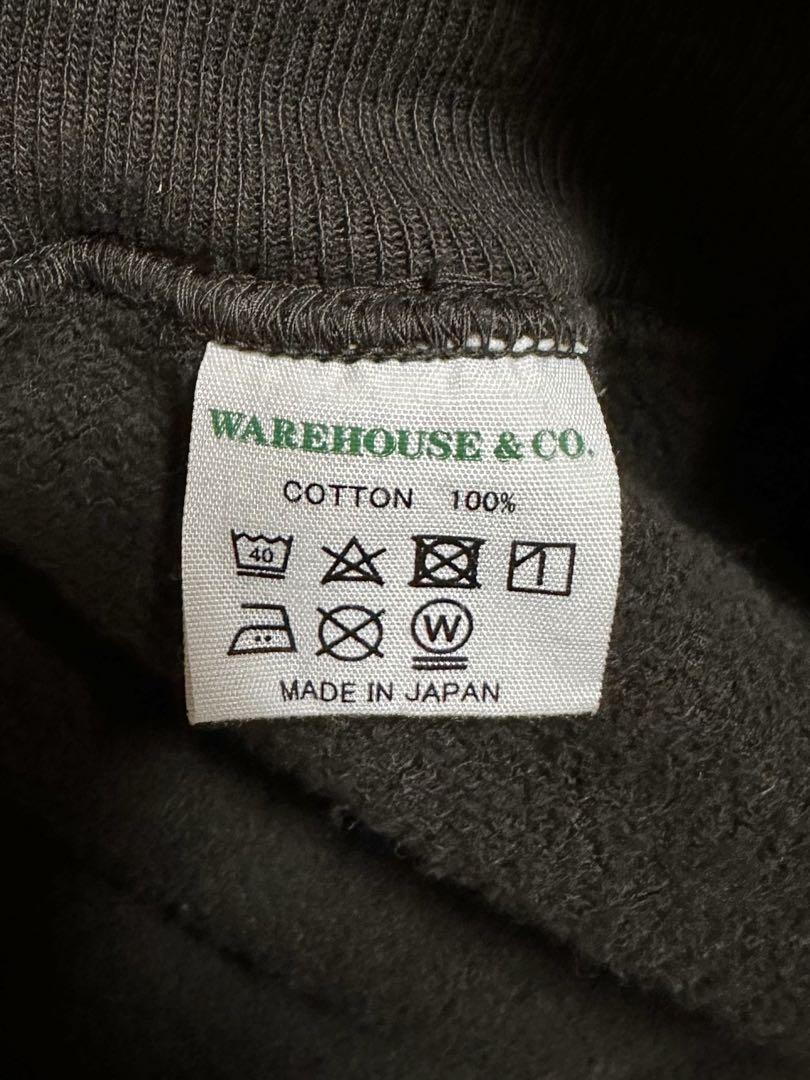 WAREHOUSE & CO.
COTTON 100%
40
W
MADE IN JAPAN